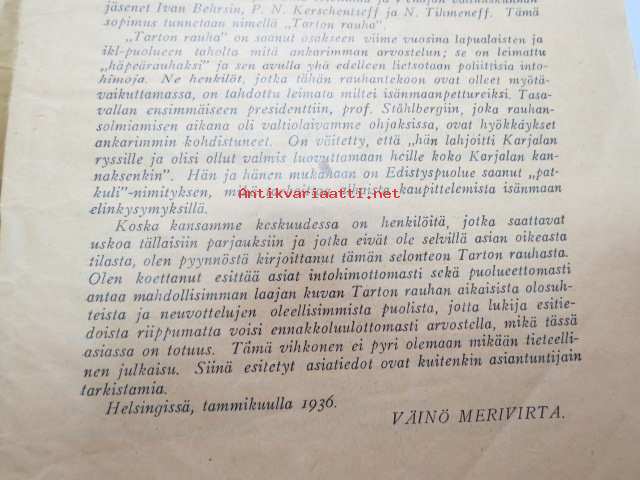 jäsenet Ivan Behrsin, P. N. Kerschentseff ja N. Tihmeneff. Tämä
sopimus tunnetaan nimellä „Tarton rauha".
„Tarton rauha" on saanut osakseen viime vuosina lapualaisten ja
ikl-puolueen taholta mitä ankarimman arvostelun; se on leimattu
„häpeärauhaksi" ja sen avulla yhä edelleen lietsotaan poliittisia into-
himoja. Ne henkilöt, jotka tähän rauhantekoon ovat olleet myötä-
vaikuttamassa, on tahdottu leimata miltei isänmaanpettureiksi. Tasa-
vallan ensimmäiseen presidenttiin, prof. Ståhlbergiin, joka rauhan-
solmiamisen aikana oli valtiolaivamme ohjaksissa, ovat hyökkäykset
ankarimmin kohdistuneet. On väitetty, että „hän lahjoitti Karjalan
ryssille ja olisi ollut valmis luovuttamaan heille koko Karjalan kan-
naksenkin". Hän ja hänen mukanaan on Edistyspuolue saanut „pat-
kuli"-nimityksen, kaupittelemista isänmaan
Antikvariaatti.net
elinkysymyksillä.
Koska kansamme keskuudessa on henkilöitä, jotka saattavat
uskoa tällaisiin parjauksiin ja jotka eivät ole selvillä asian oikeasta
tilasta, olen pyynnöstä kirjoittanut tämän selonteon Tarton rauhasta.
Olen koettanut esittää asiat intohimottomasti sekä puolueettomasti
antaa mahdollisimman laajan kuvan Tarton rauhan aikaisista olosuh-
teista ja neuvottelujen oleellisimmista puolista, jotta lukija esitie-
doista riippumatta voisi ennakkoluulottomasti arvostella, mikä tässä
asiassa on totuus. Tämä vihkonen ei pyri olemaan mikään tieteelli-
nen julkaisu. Siinä esitetyt asiatiedot ovat kuitenkin asiantuntijain
tarkistamia.
Helsingissä, tammikuulla 1936.
VÄINÖ MERIVIRTA.